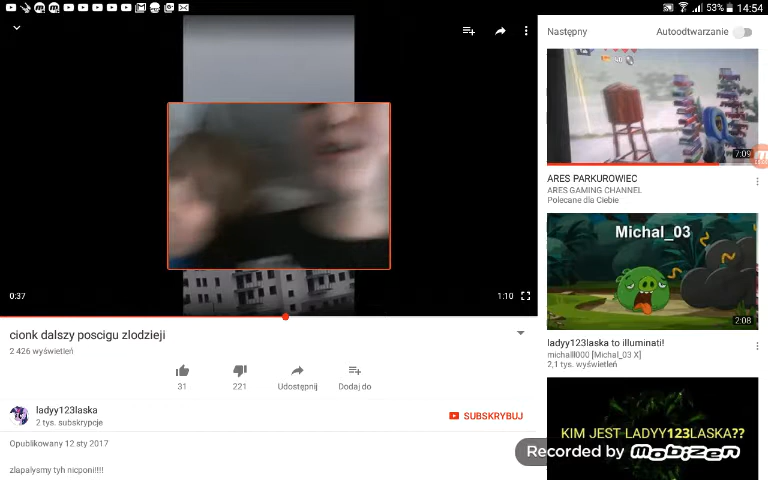 53% 14:54
Następny
Autoodtwarzanie
7:09
ARES PARKUROWIEC
ARES GAMING CHANNEL
Polecane dla Ciebie
Michal_03
2:08
ladyy123laska to illuminati!
michalll000 [Michal_03 X]
2,1 tys. wyświetleń
KIM JEST LADYY123LASKA??
0:37
1:10
cionk dalszy poscigu zlodzieji
2 426 wyświetleń
31
221
Udostępnij
Dodaj do
ladyy123laska
2 tys. subskrypcje
SUBSKRYBUJ
Opublikowany 12 sty 2017
zlapalysmy tyh nicponi!!!!
Recorded by mobizen